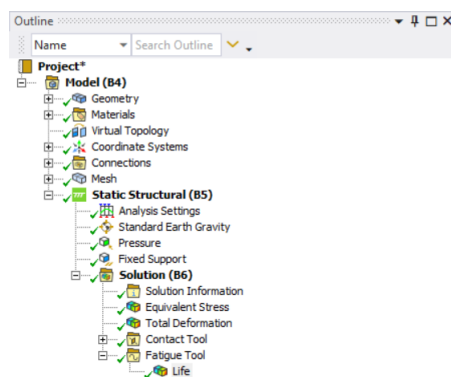 Outline
Name Search Outline
Project*
Model (B4)
Geometry
Materials
Virtual Topology
Coordinate Systems
Connections
Mesh
Static Structural (B5)
Analysis Settings
Standard Earth Gravity
Pressure
Fixed Support
Solution (B6)
Solution Information
Equivalent Stress
Total Deformation
Contact Tool
Fatigue Tool
Life